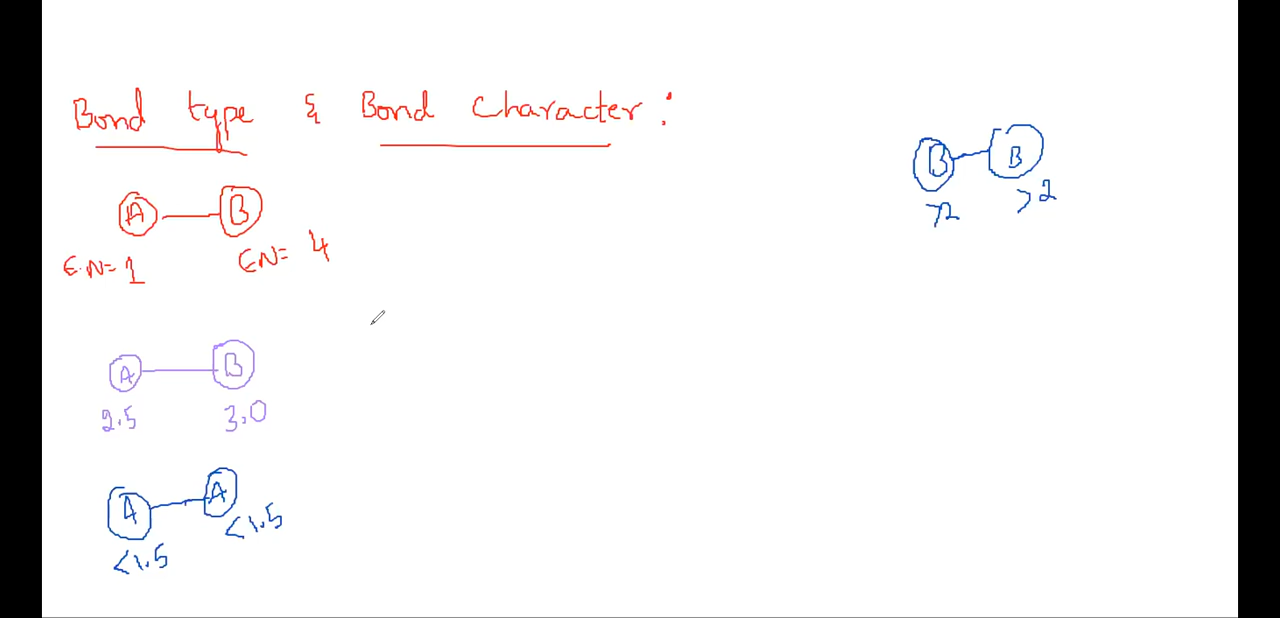 Bond type & Bond Character:
A B
E.N= 1 EN= 4
A B
2.5 3.0
A A
<1.5 <1.5
B B
>2 >2